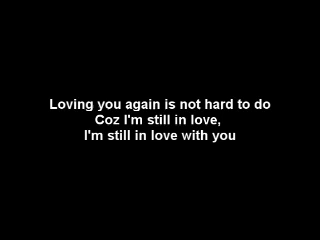 Loving you again is not hard to do
Coz I'm still in love,
I'm still in love with you